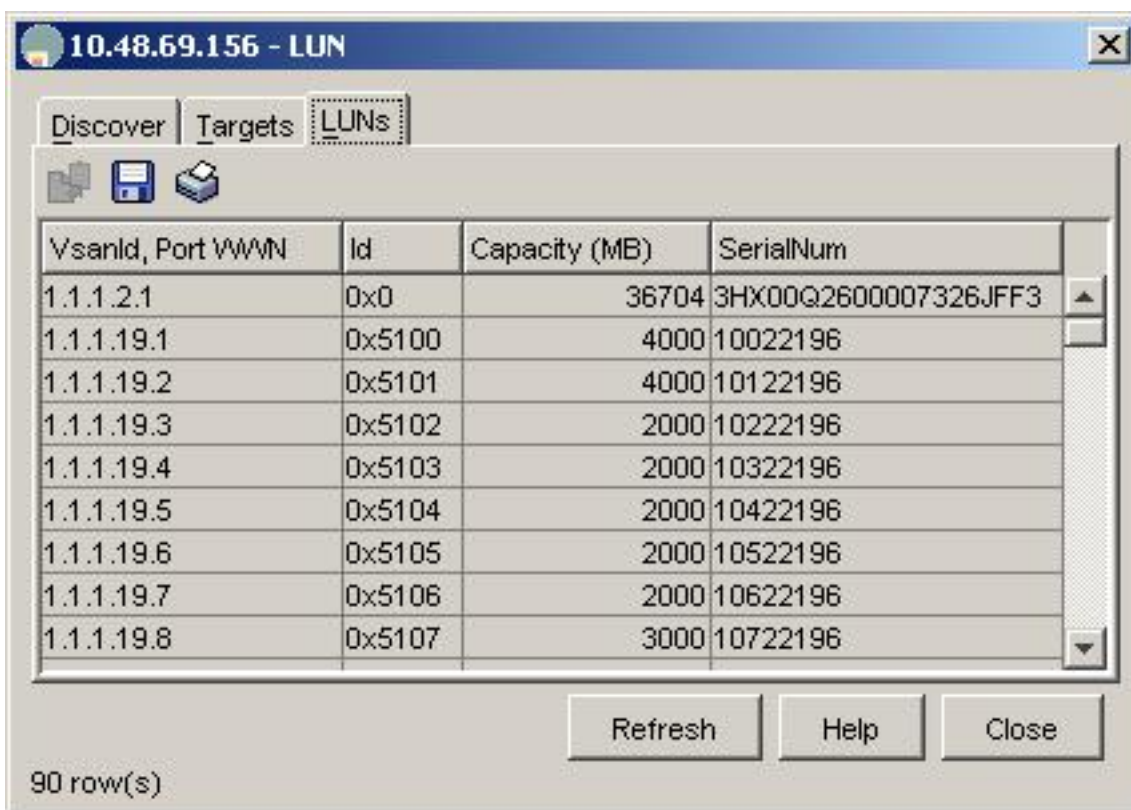 10.48.69.156 - LUN
Discover Targets LUNs
VsanId, Port WWN Id Capacity (MB) SerialNum
1.1.1.2.1 0x0 36704 3HX00Q2600007326JFF3
1.1.1.19.1 0x5100 4000 10022196
1.1.1.19.2 0x5101 4000 10122196
1.1.1.19.3 0x5102 2000 10222196
1.1.1.19.4 0x5103 2000 10322196
1.1.1.19.5 0x5104 2000 10422196
1.1.1.19.6 0x5105 2000 10522196
1.1.1.19.7 0x5106 2000 10622196
1.1.1.19.8 0x5107 3000 10722196
Refresh Help Close
90 row(s)